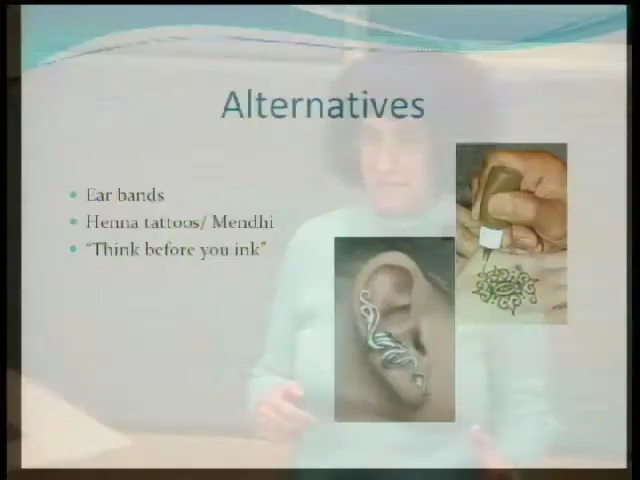 Alternatives
Ear bands
Henna tattoos/ Mendhi
"Think before you ink"